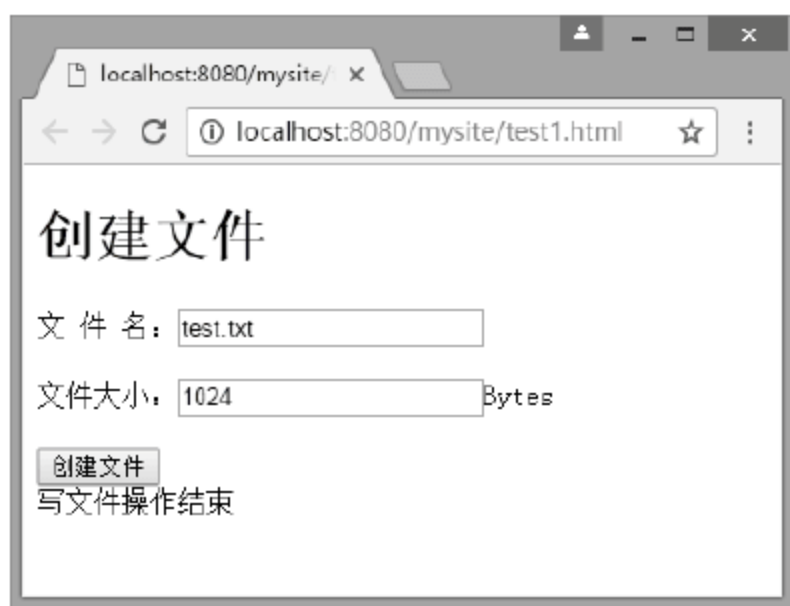 localhost:8080/mysite/
localhost:8080/mysite/test1.html
创建文件
文 件 名：test.txt
文件大小：1024Bytes
创建文件
写文件操作结束